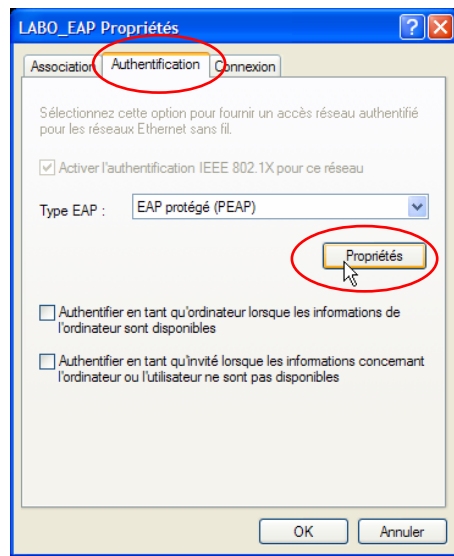 LABO_EAP Propriétés
Association Authentification Connexion
Sélectionnez cette option pour fournir un accès réseau authentifié
pour les réseaux Ethernet sans fil.
Activer l'authentification IEEE 802.1X pour ce réseau
Type EAP : EAP protégé (PEAP)
Propriétés
Authentifier en tant qu'ordinateur lorsque les informations de
l'ordinateur sont disponibles
Authentifier en tant qu'invité lorsque les informations concernant
l'ordinateur ou l'utilisateur ne sont pas disponibles
OK Annuler